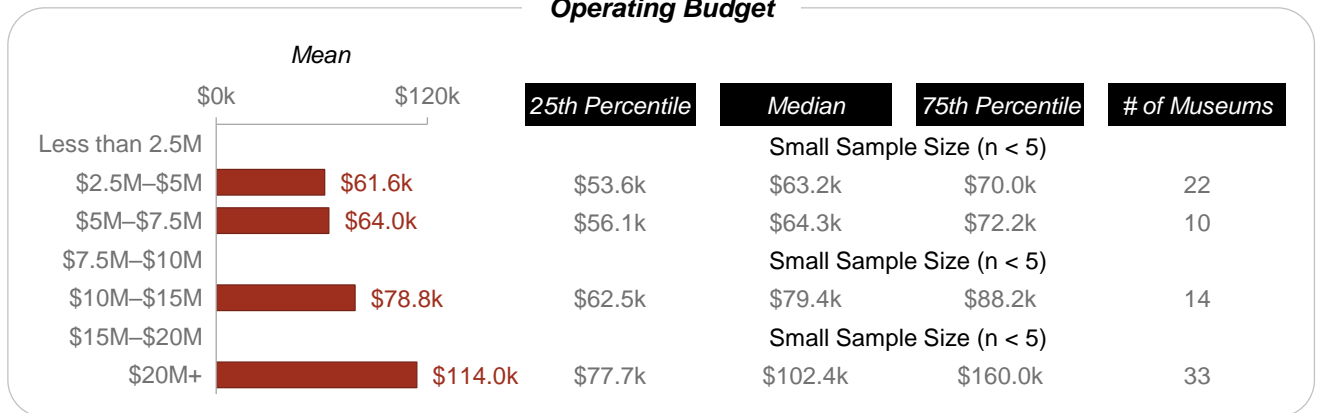 Operating Budget
Mean
$0k $120k 25th Percentile Median 75th Percentile # of Museums
Less than 2.5M Small Sample Size (n < 5)
$2.5M–$5M $61.6k $53.6k $63.2k $70.0k 22
$5M–$7.5M $64.0k $56.1k $64.3k $72.2k 10
$7.5M–$10M Small Sample Size (n < 5)
$10M–$15M $78.8k $62.5k $79.4k $88.2k 14
$15M–$20M Small Sample Size (n < 5)
$20M+ $114.0k $77.7k $102.4k $160.0k 33